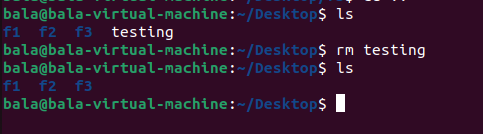 bala@bala-virtual-machine:~/Desktop$ ls
f1 f2 f3 testing
bala@bala-virtual-machine:~/Desktop$ rm testing
bala@bala-virtual-machine:~/Desktop$ ls
f1 f2 f3
bala@bala-virtual-machine:~/Desktop$